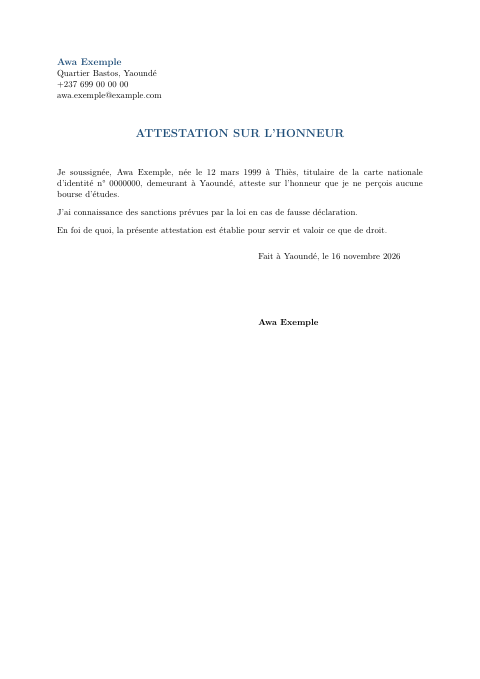 Awa Exemple
Quartier Bastos, Yaoundé
+237 699 00 00 00
awa.exemple@example.com
ATTESTATION SUR L'HONNEUR
Je soussignée, Awa Exemple, née le 12 mars 1999 à Thiès, titulaire de la carte nationale
d'identité n° 0000000, demeurant à Yaoundé, atteste sur l'honneur que je ne perçois aucune
bourse d'études.
J'ai connaissance des sanctions prévues par la loi en cas de fausse déclaration.
En foi de quoi, la présente attestation est établie pour servir et valoir ce que de droit.
Fait à Yaoundé, le 16 novembre 2026
Awa Exemple